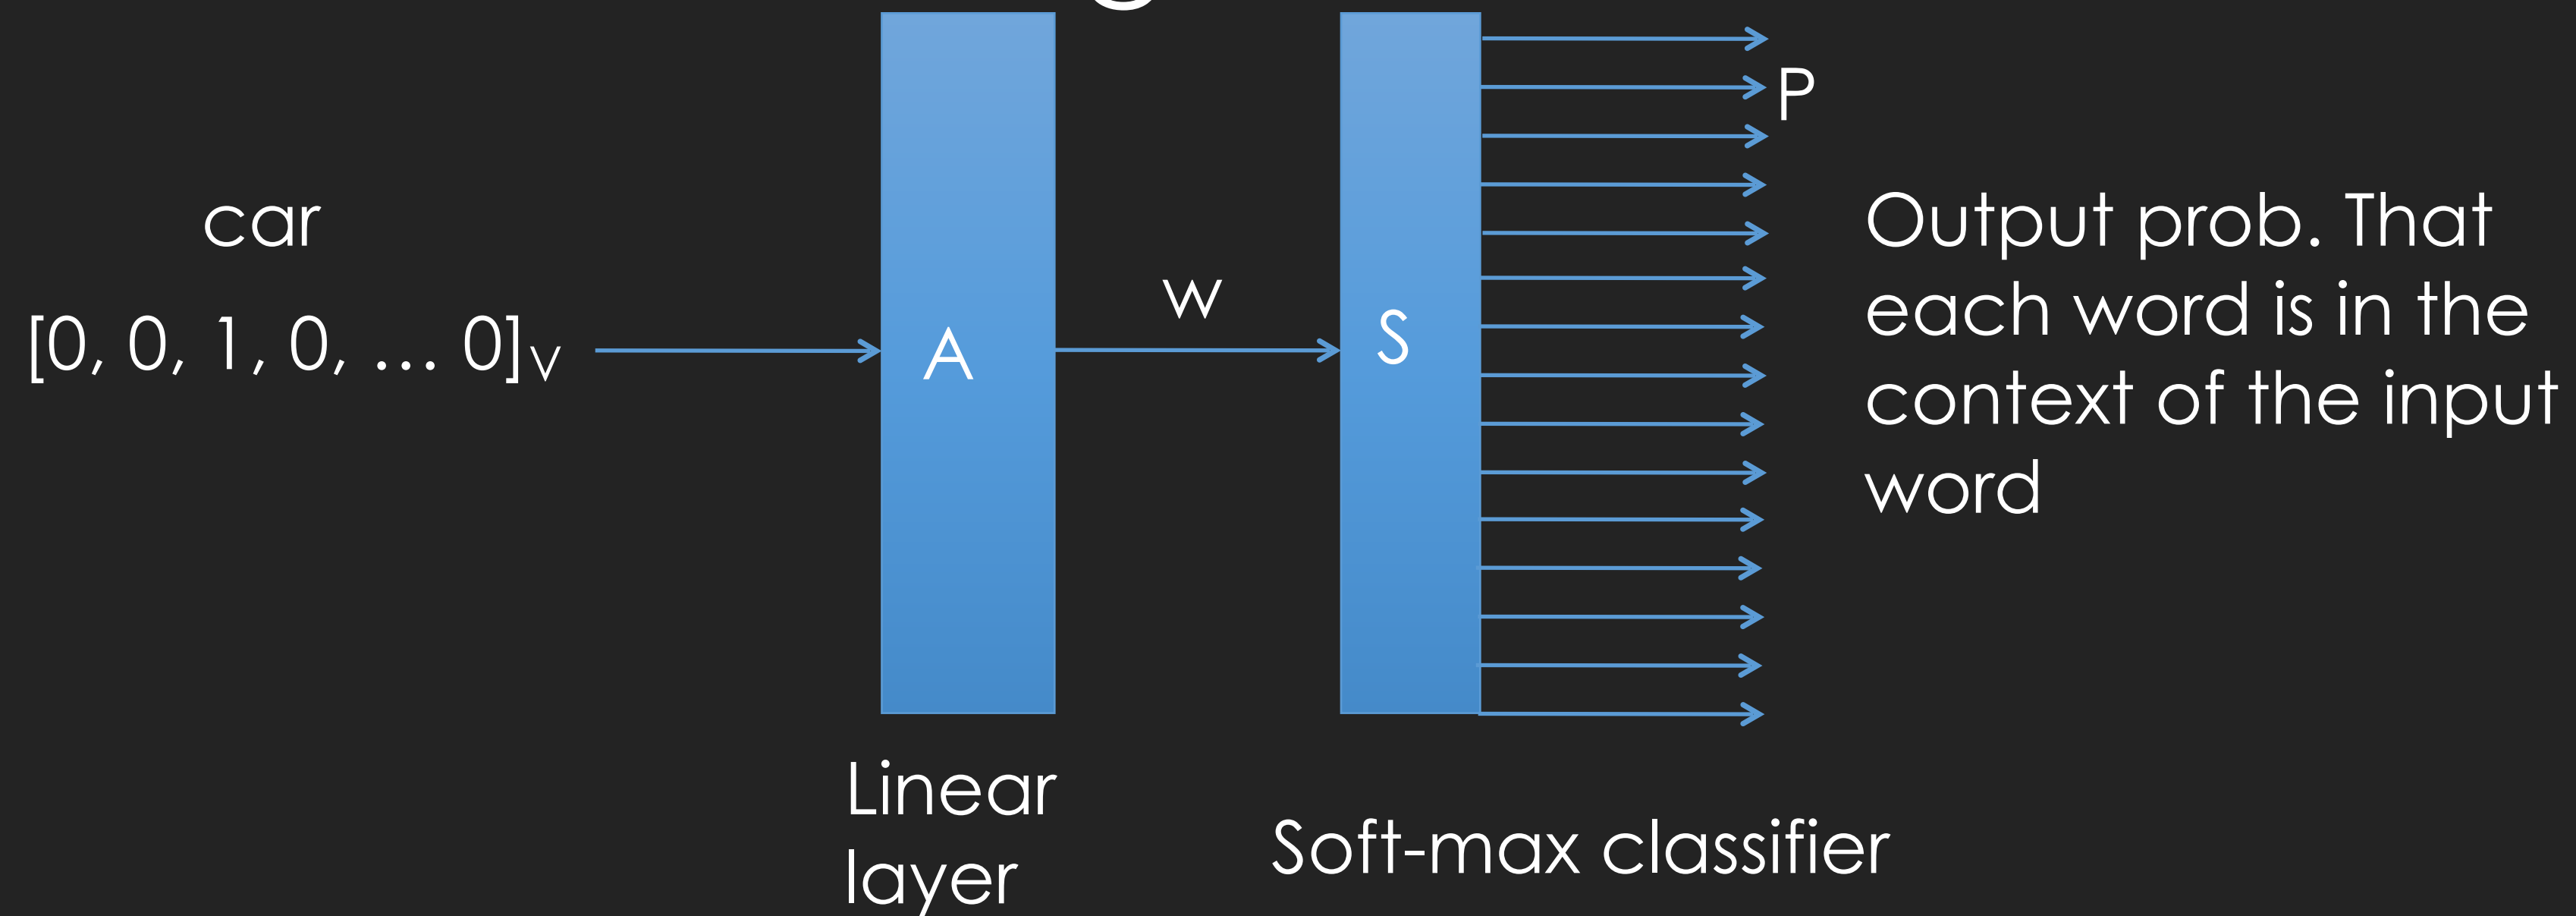 car
[0, 0, 1, 0, … 0]V
A
w
S
P
Output prob. That
each word is in the
context of the input
word
Linear
layer
Soft-max classifier